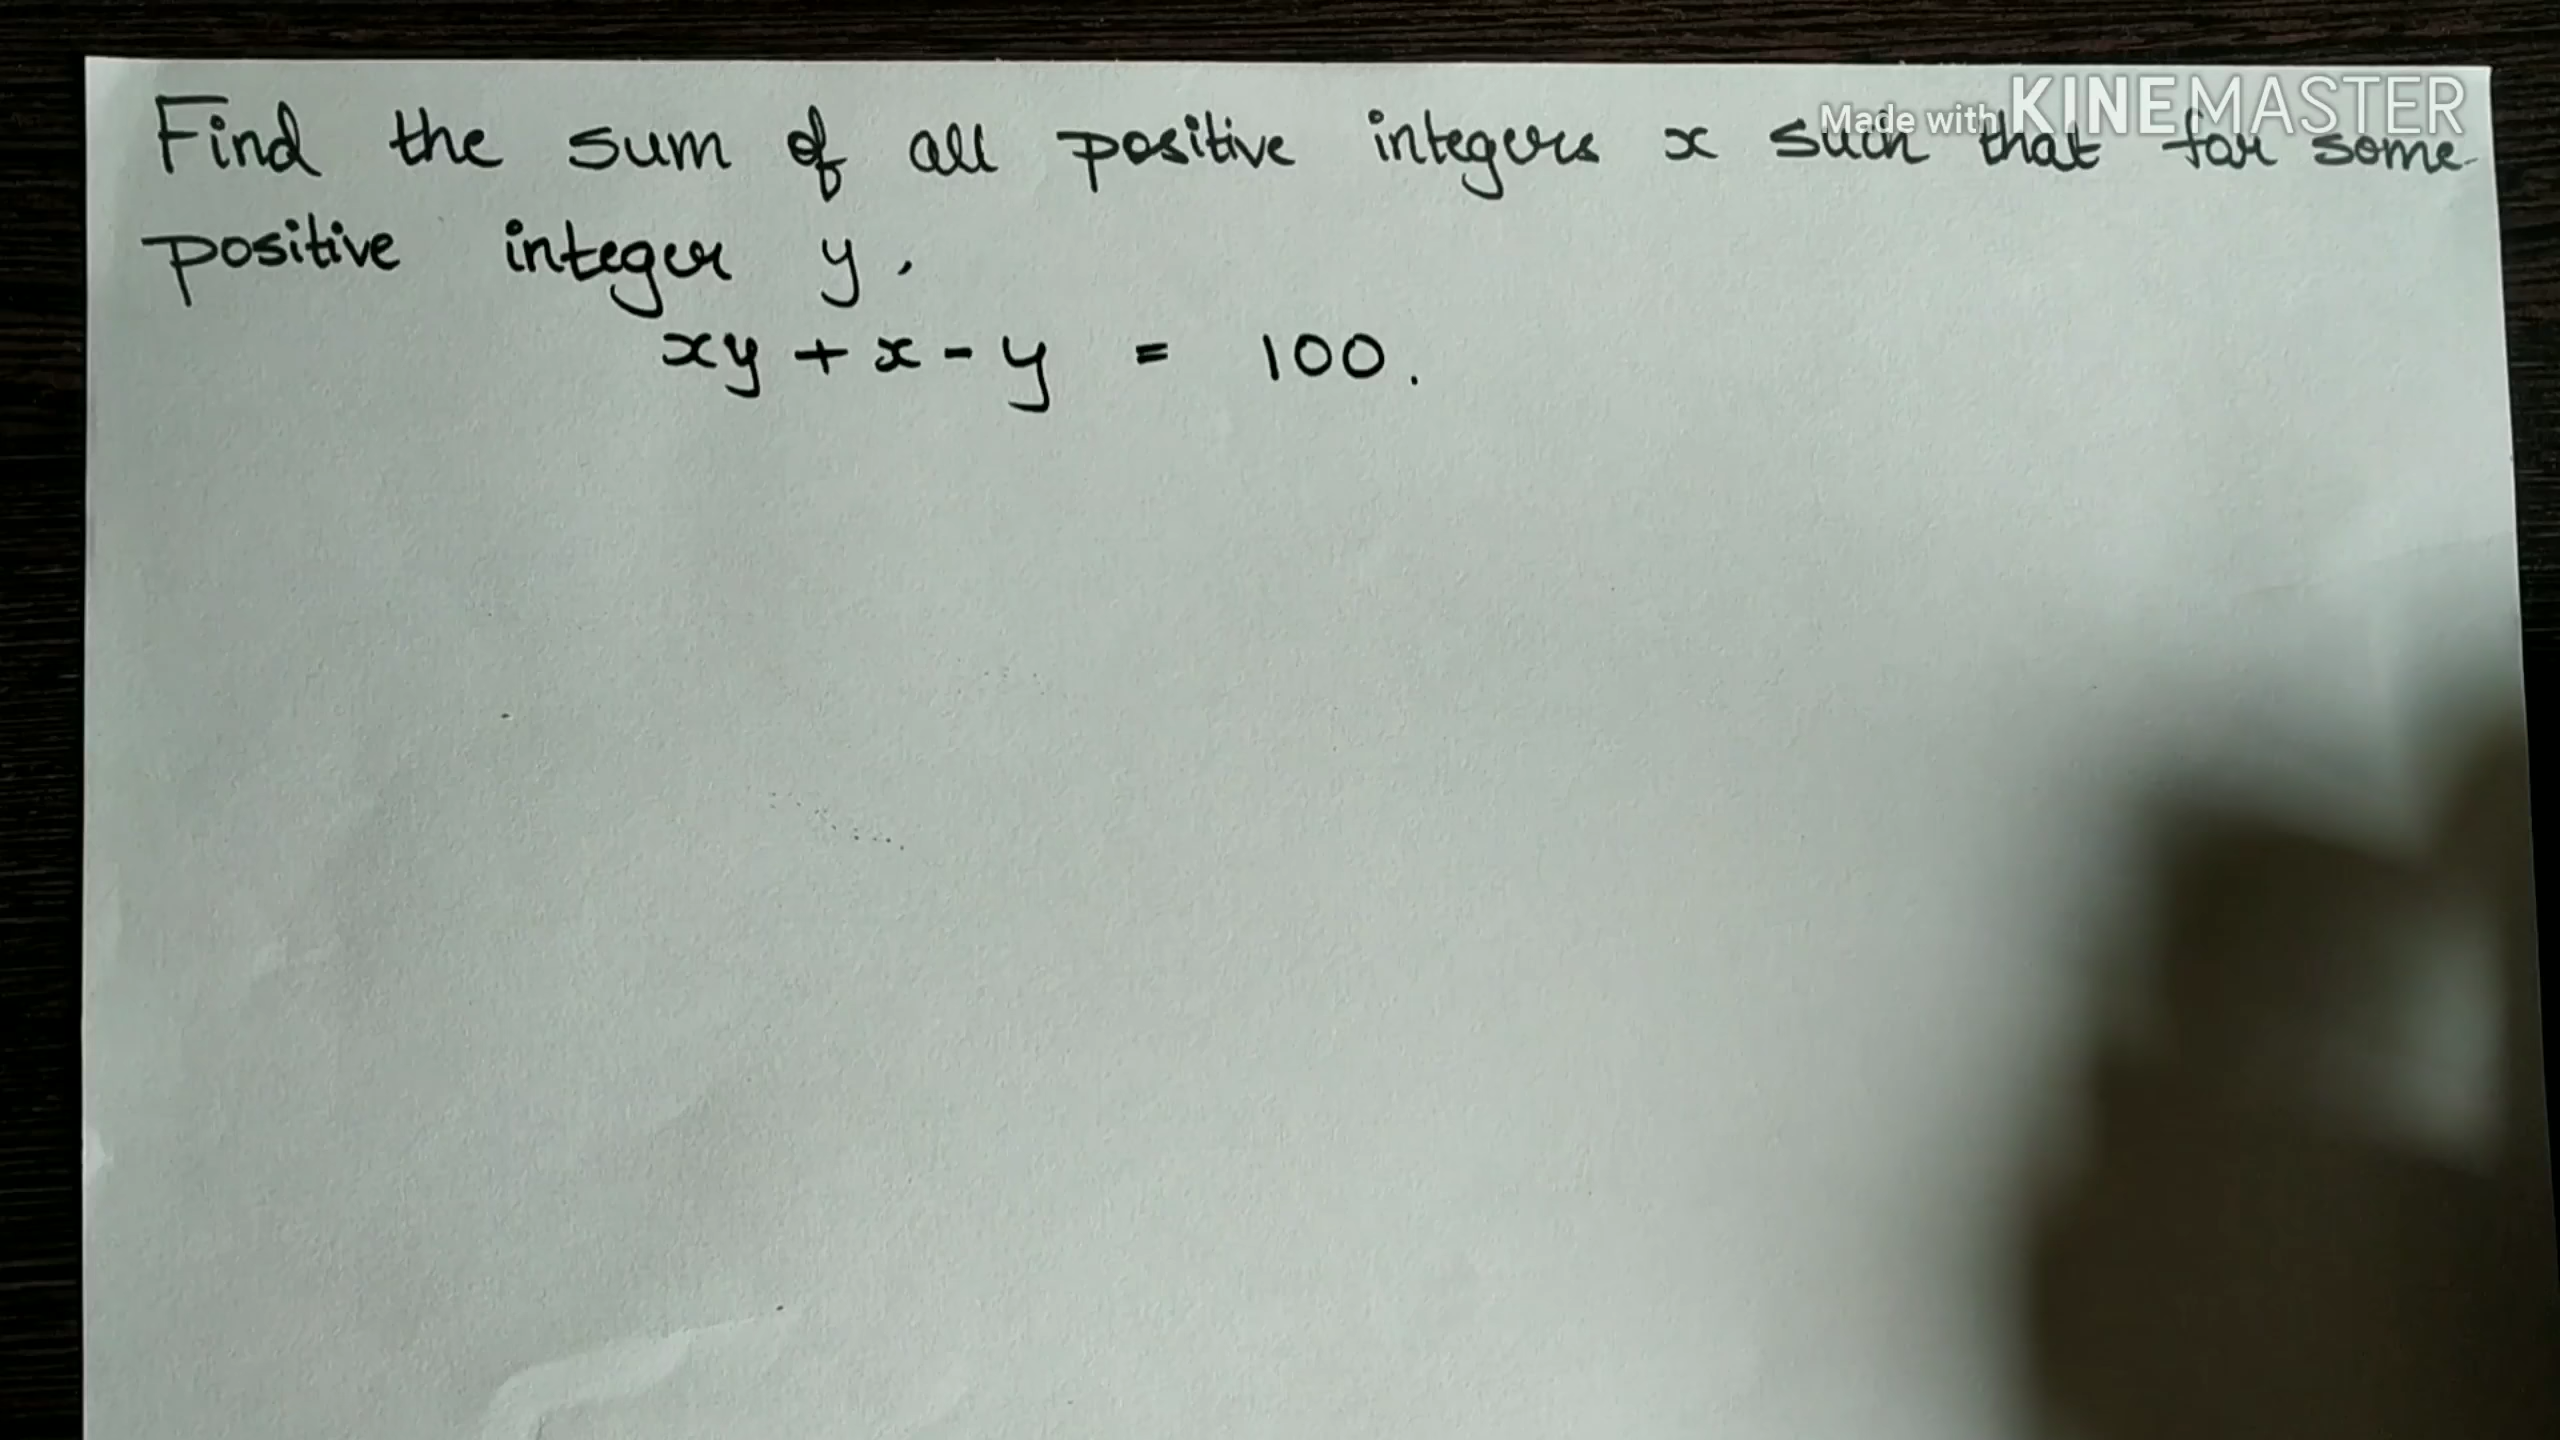 Made with KINEMASTER
Find the sum of all positive integers x such that for some
positive integer y,
xy + x - y = 100.